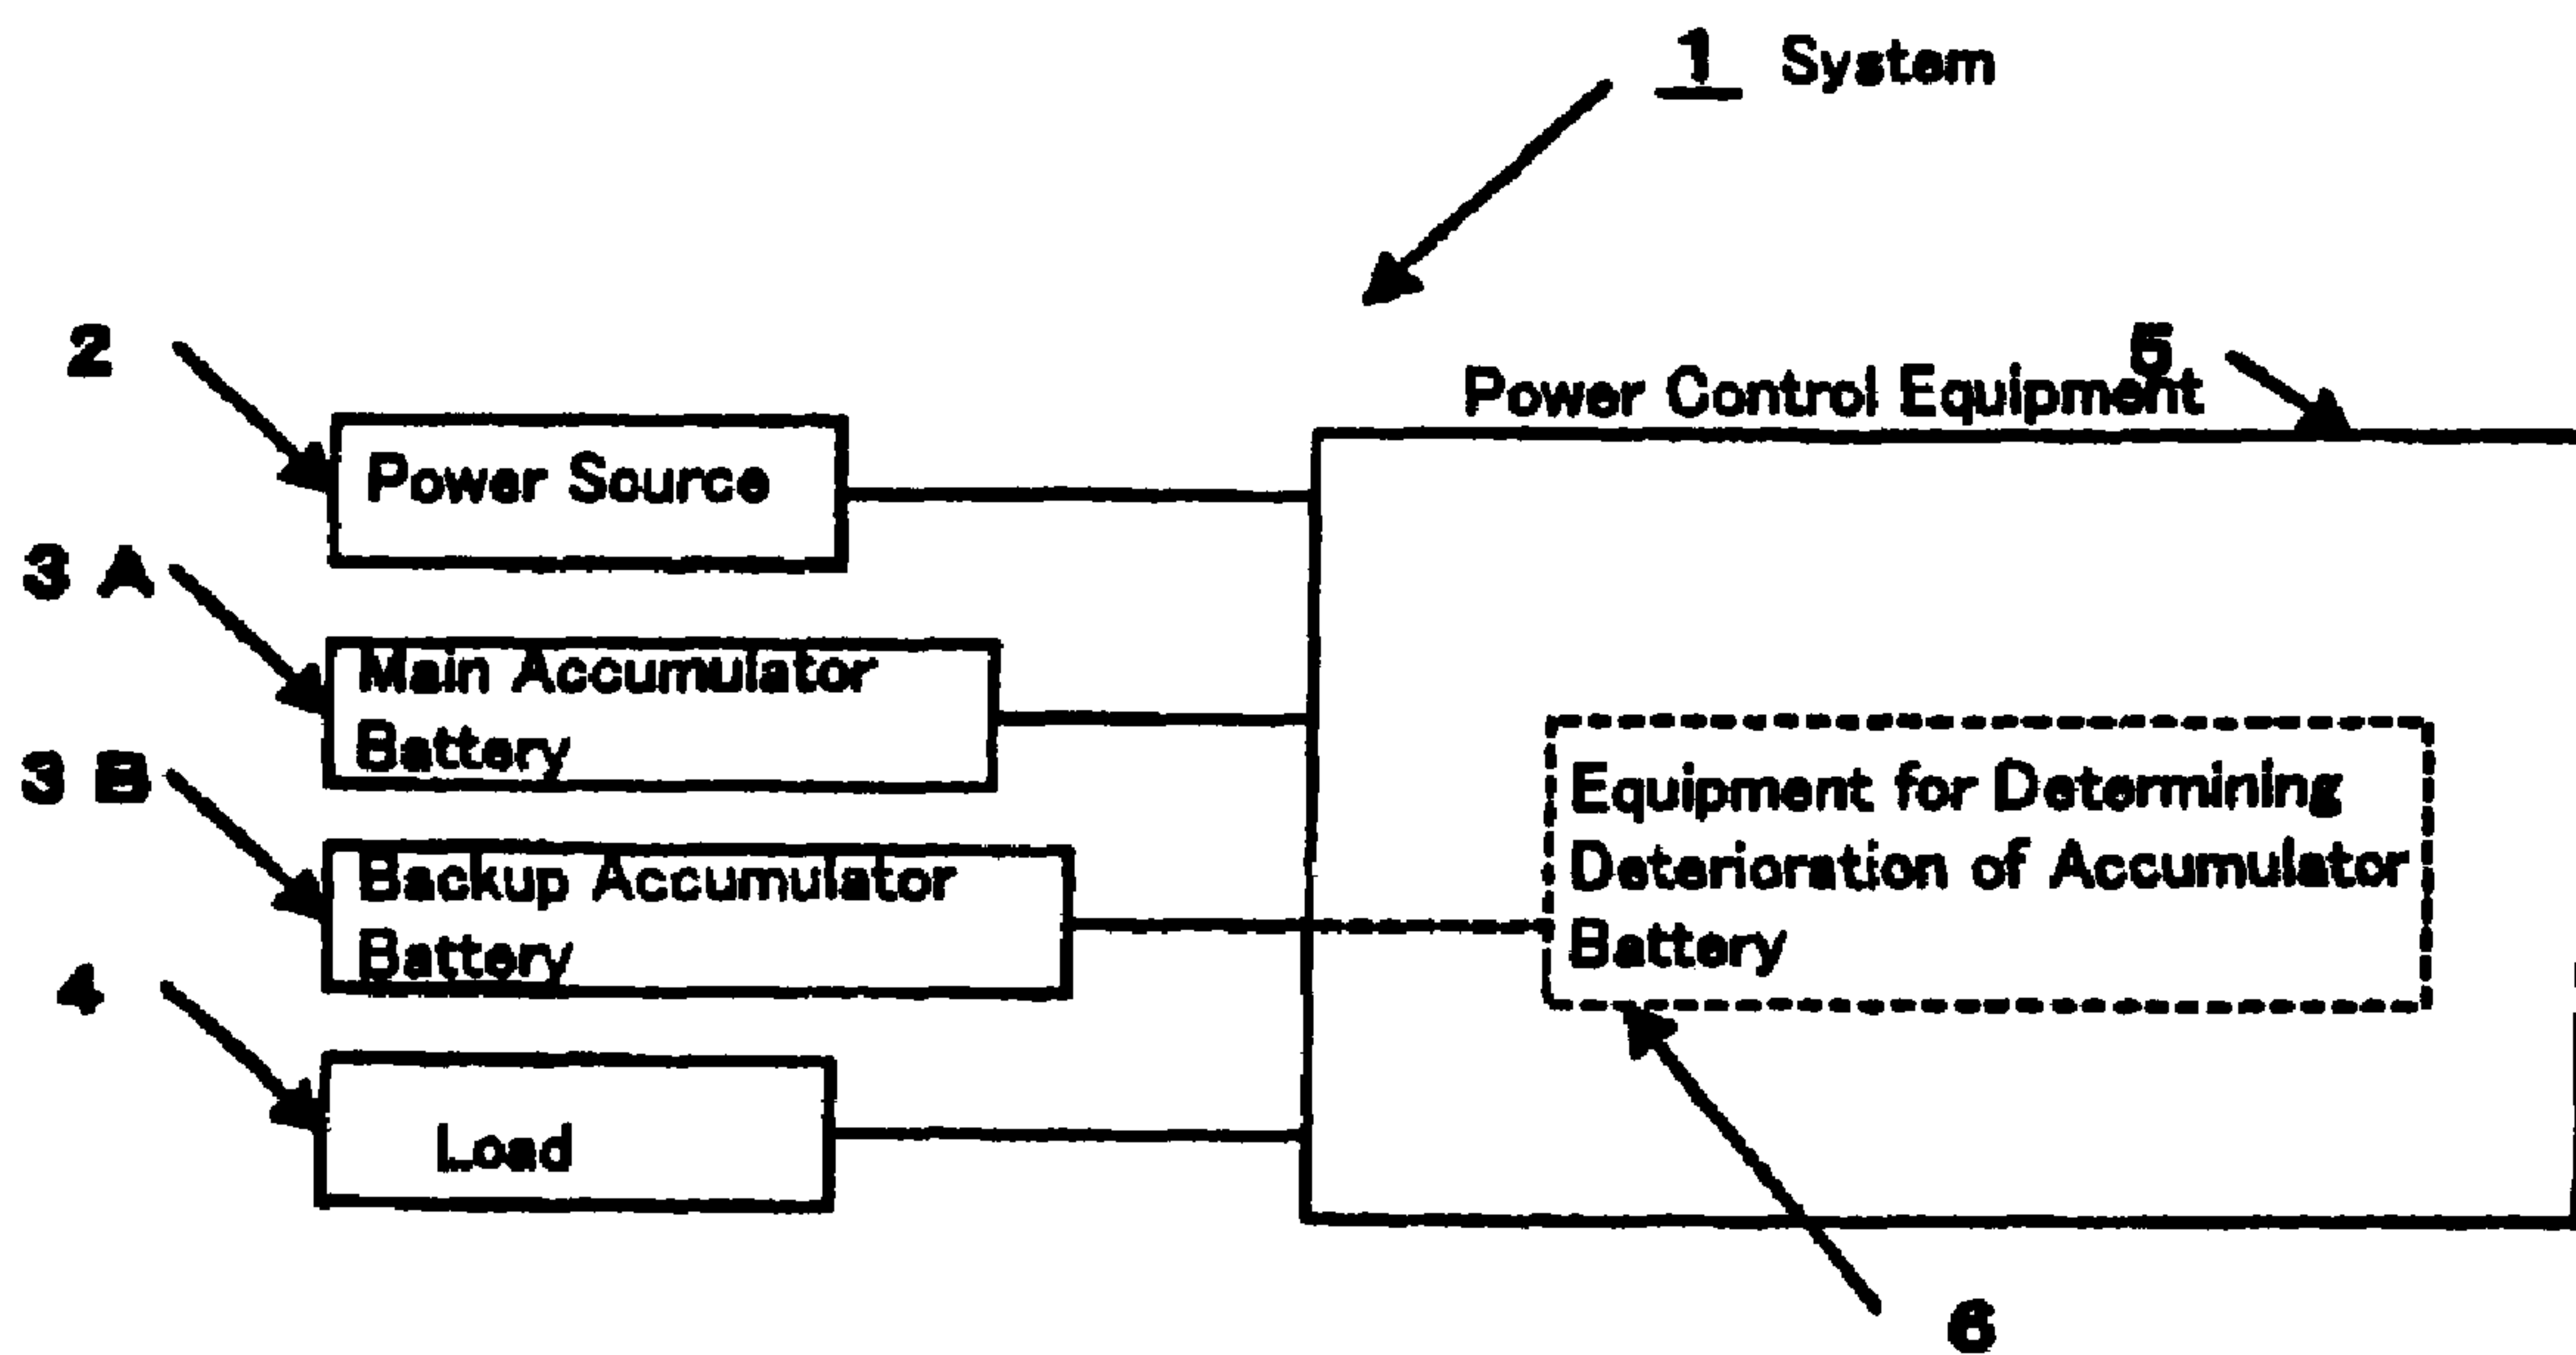 1 System
2
5
Power Control Equipment
Power Source
3 A
Main Accumulator
Battery
3 B
Equipment for Determining
Deterioration of Accumulator
Battery
Backup Accumulator
Battery
4
Load
6